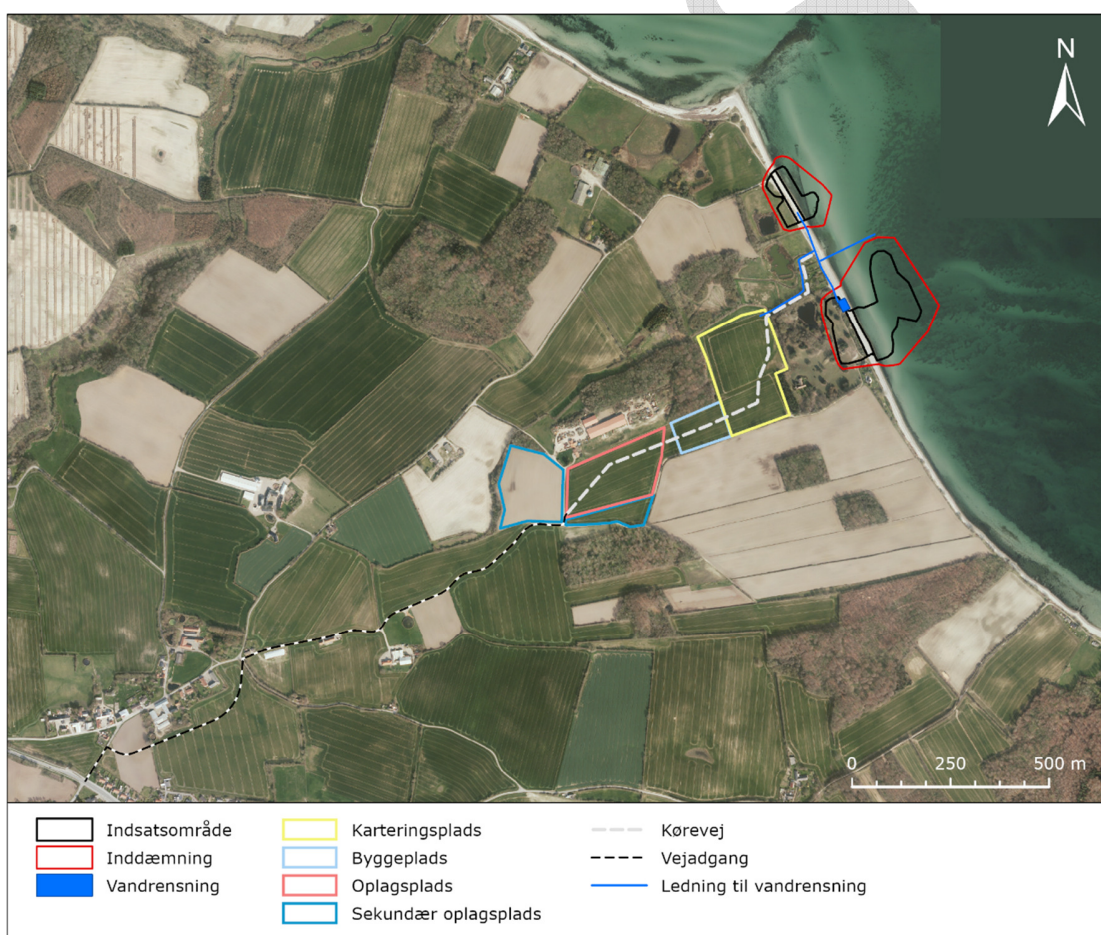 N
0 250 500 m
Indsatsområde
Inddæmning
Vandrensning
Karteringsplads
Byggeplads
Oplagsplads
Sekundær oplagsplads
Kørevej
Vejadgang
Ledning til vandrensning